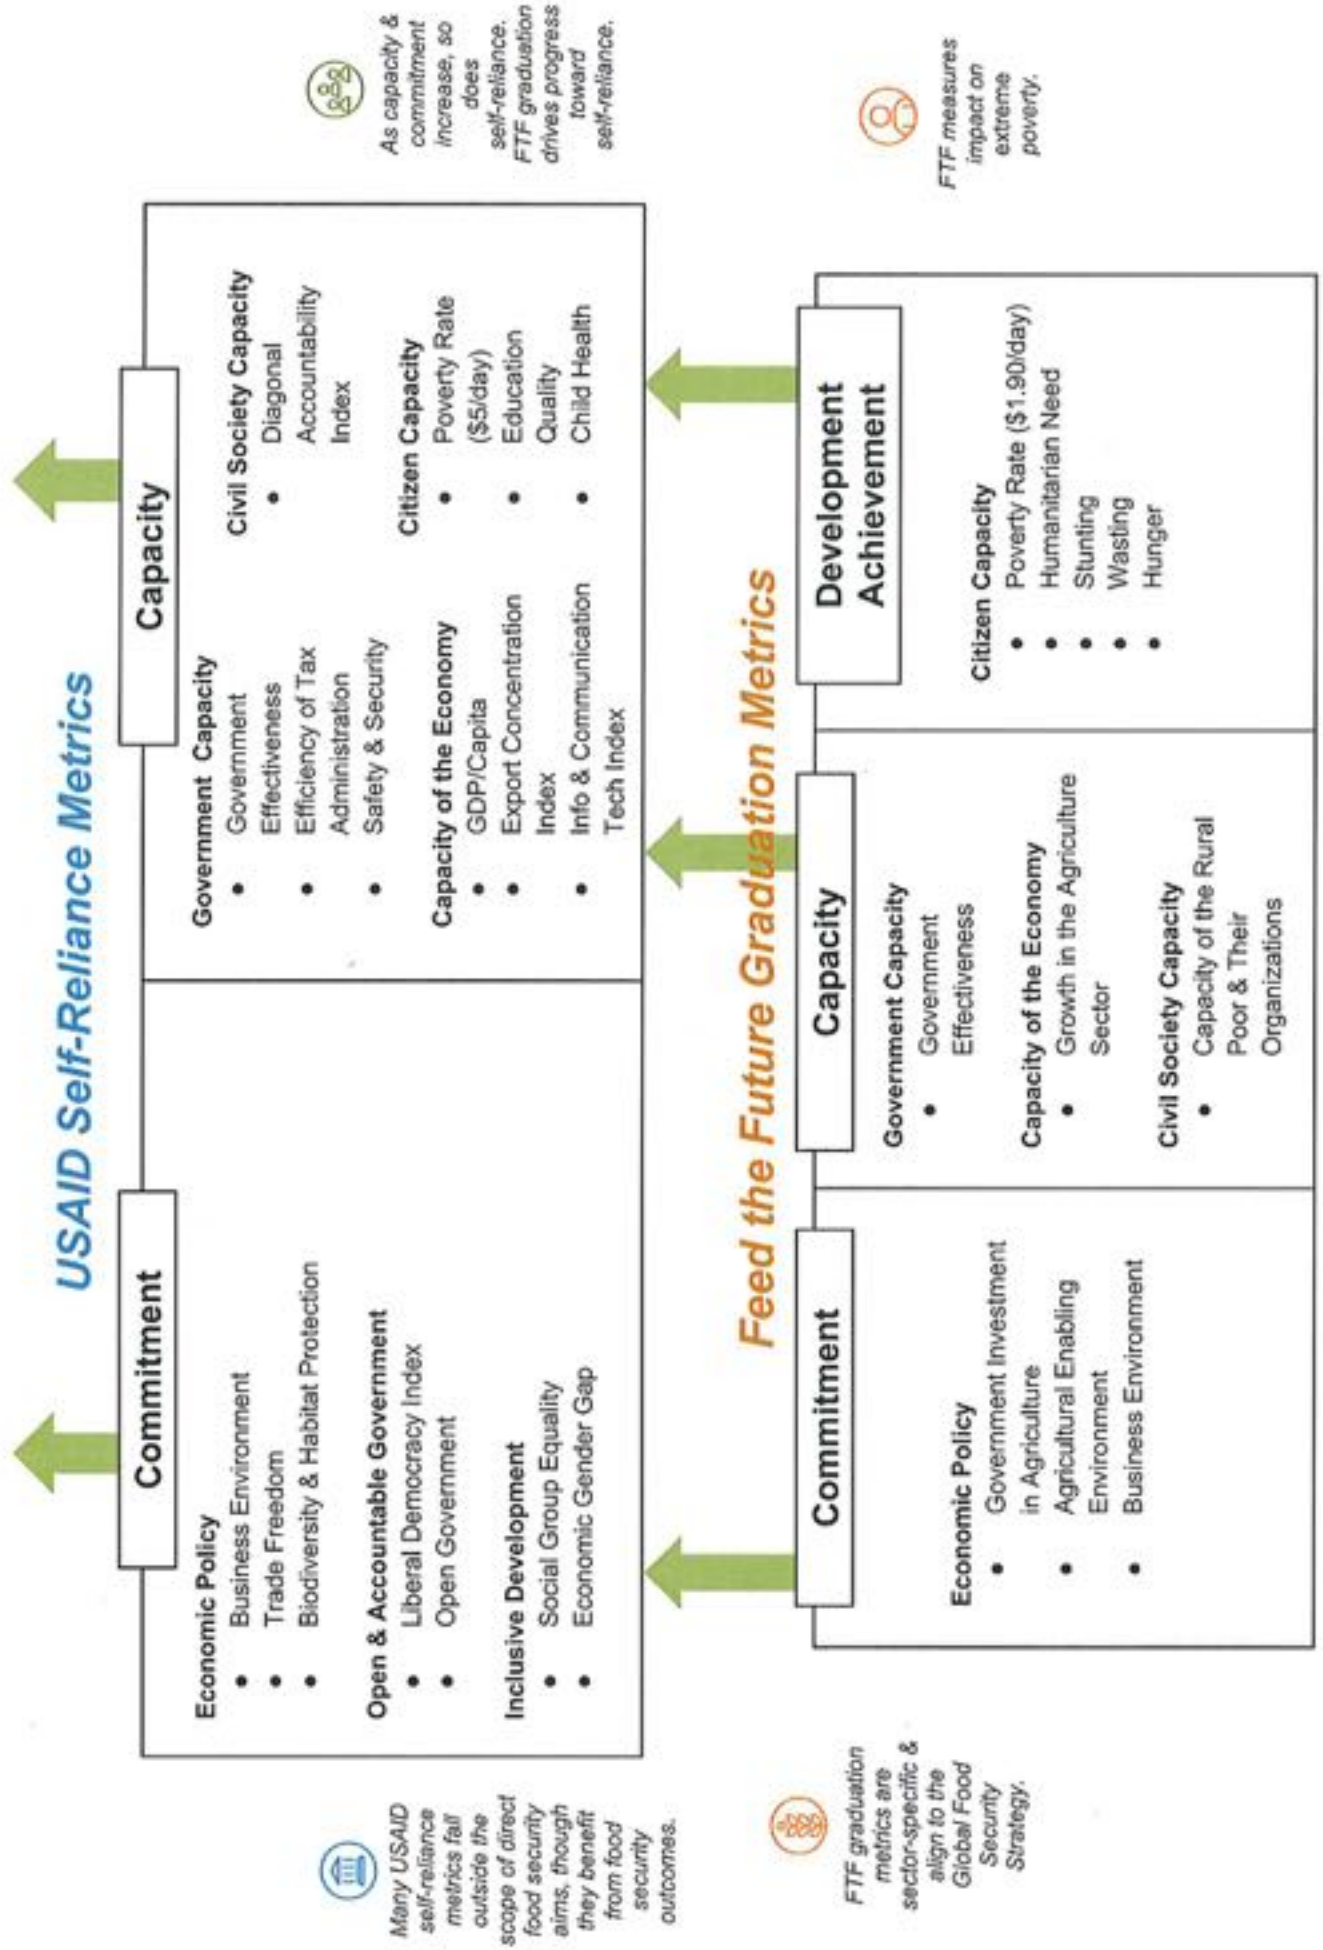 USAID Self-Reliance Metrics
Many USAID
self-reliance
metrics fall
outside the
scope of direct
food security
aims, though
they benefit
from food
security
outcomes.
Commitment
Economic Policy
• Business Environment
• Trade Freedom
• Biodiversity & Habitat Protection
Open & Accountable Government
• Liberal Democracy Index
• Open Government
Inclusive Development
• Social Group Equality
• Economic Gender Gap
Capacity
Government Capacity
• Government
Effectiveness
• Efficiency of Tax
Administration
• Safety & Security
Capacity of the Economy
• GDP/Capita
• Export Concentration
Index
• Info & Communication
Tech Index
Civil Society Capacity
• Diagonal
Accountability
Index
Citizen Capacity
• Poverty Rate
($5/day)
• Education
Quality
• Child Health
As capacity &
commitment
increase, so
does
self-reliance.
FTF graduation
drives progress
toward
self-reliance.
Feed the Future Graduation Metrics
FTF graduation
metrics are
sector-specific &
align to the
Global Food
Security
Strategy.
Commitment
Economic Policy
• Government Investment
in Agriculture
• Agricultural Enabling
Environment
• Business Environment
Capacity
Government Capacity
• Government
Effectiveness
Capacity of the Economy
• Growth in the Agriculture
Sector
Civil Society Capacity
• Capacity of the Rural
Poor & Their
Organizations
Development
Achievement
Citizen Capacity
• Poverty Rate ($1.90/day)
• Humanitarian Need
• Stunting
• Wasting
• Hunger
FTF measures
impact on
extreme
poverty.